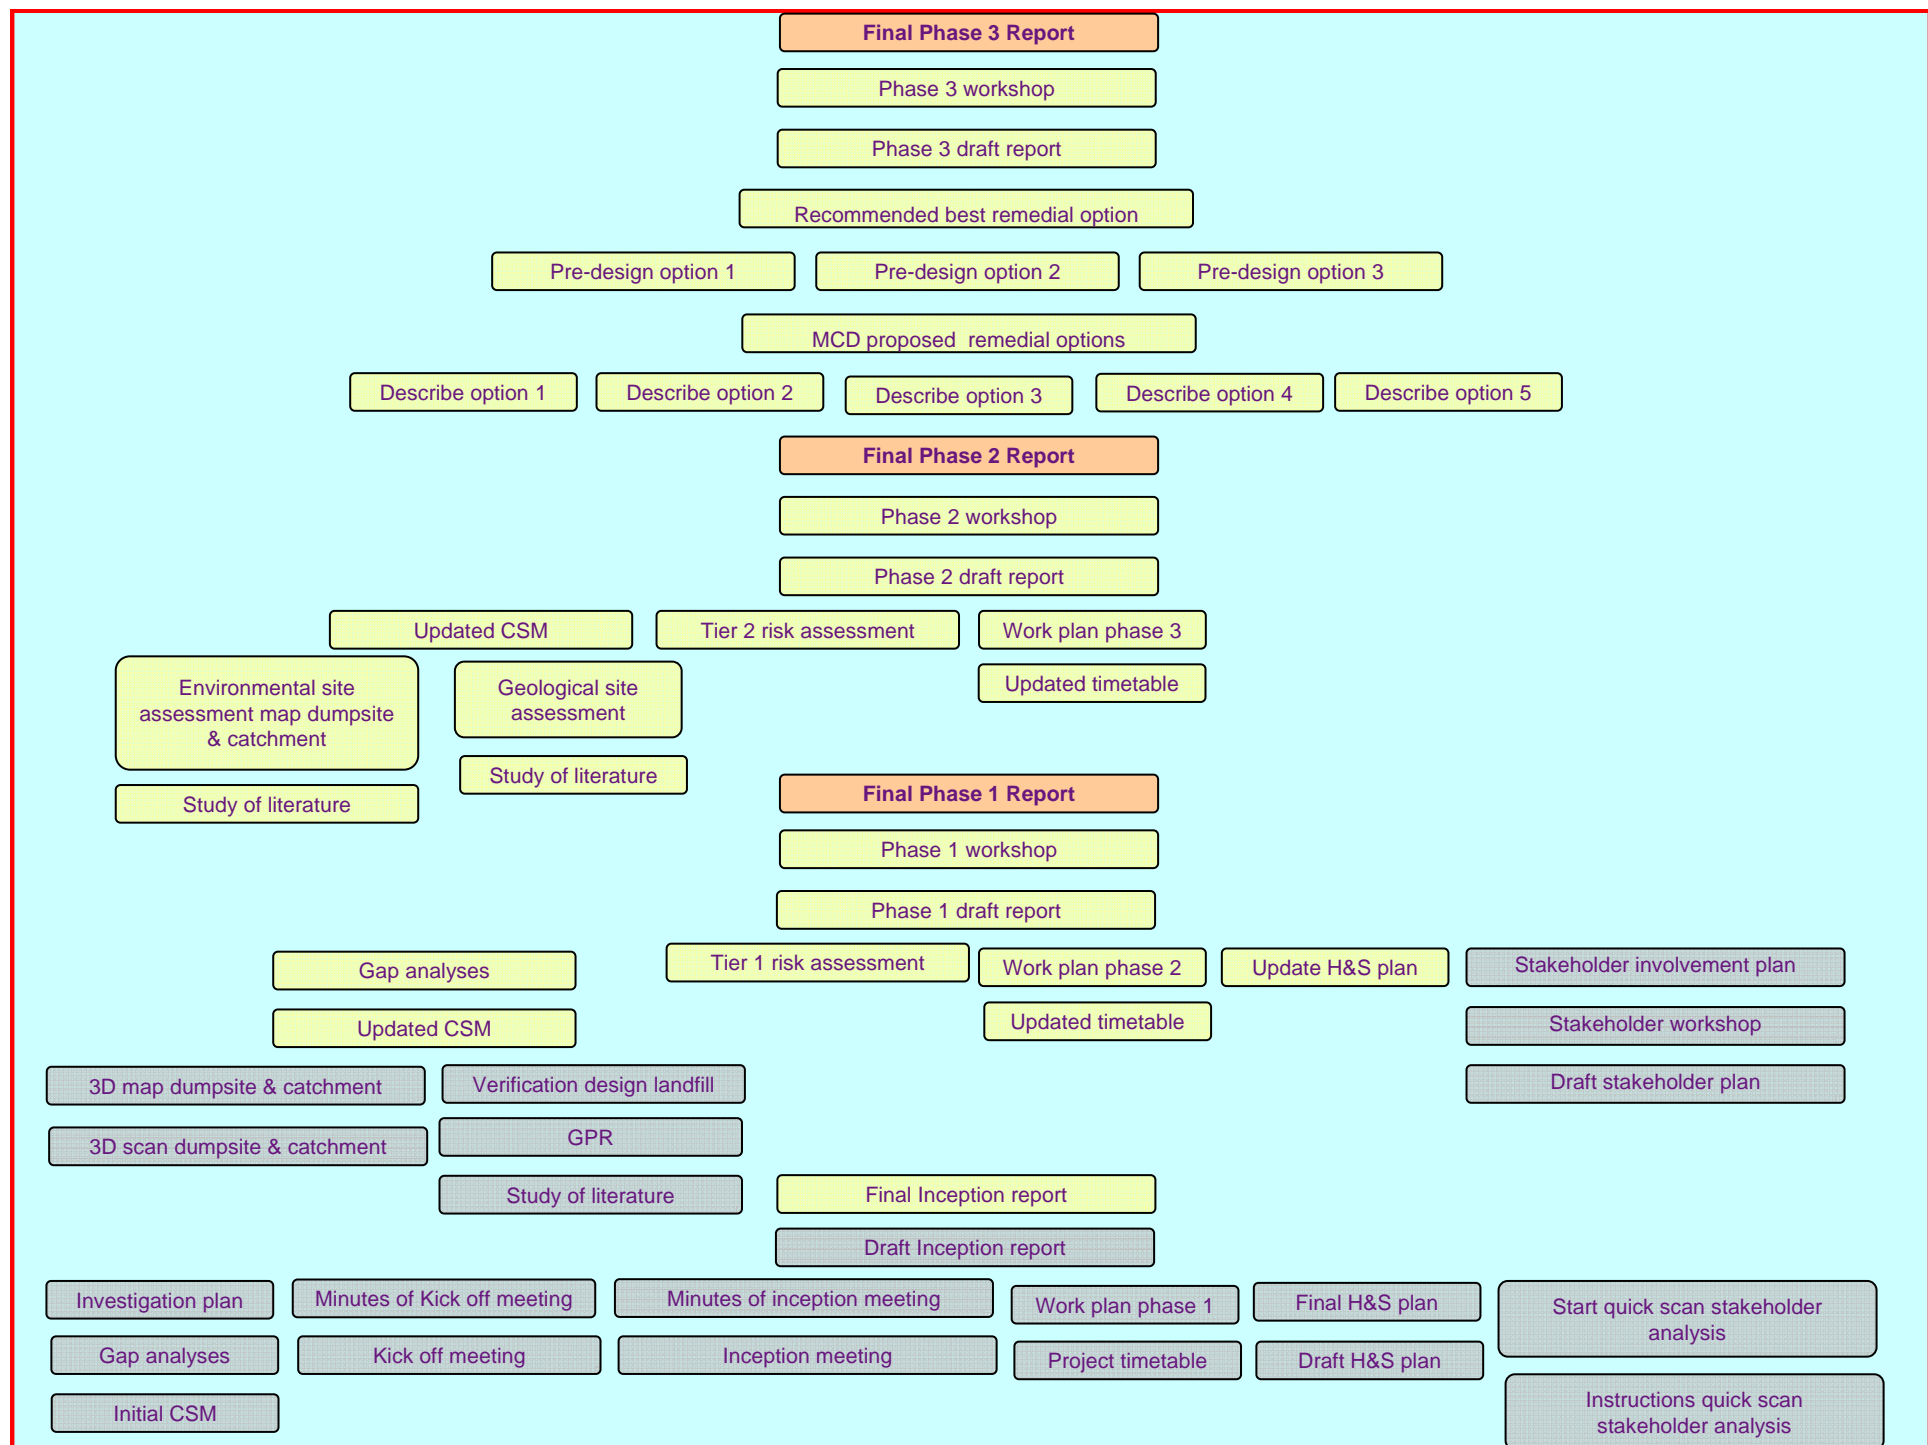 Final Phase 3 Report
Phase 3 workshop
Phase 3 draft report
Recommended best remedial option
Pre-design option 1
Pre-design option 2
Pre-design option 3
MCD proposed  remedial options
Describe option 1
Describe option 2
Describe option 3
Describe option 4
Describe option 5
Final Phase 2 Report
Phase 2 workshop
Phase 2 draft report
Updated CSM
Tier 2 risk assessment
Work plan phase 3
Environmental site
assessment map dumpsite
& catchment
Geological site
assessment
Updated timetable
Study of literature
Study of literature
Final Phase 1 Report
Phase 1 workshop
Phase 1 draft report
Gap analyses
Tier 1 risk assessment
Work plan phase 2
Update H&S plan
Stakeholder involvement plan
Updated CSM
Updated timetable
Stakeholder workshop
3D map dumpsite & catchment
Verification design landfill
Draft stakeholder plan
3D scan dumpsite & catchment
GPR
Study of literature
Final Inception report
Draft Inception report
Investigation plan
Minutes of Kick off meeting
Minutes of inception meeting
Work plan phase 1
Final H&S plan
Start quick scan stakeholder
analysis
Gap analyses
Kick off meeting
Inception meeting
Project timetable
Draft H&S plan
Initial CSM
Instructions quick scan
stakeholder analysis